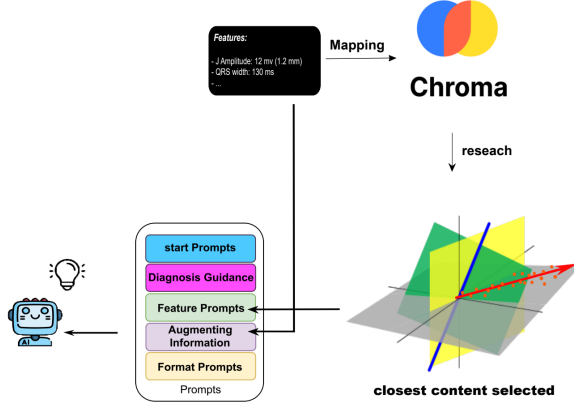 Features:
- J Amplitude: 12 mv (1.2 mm)
- QRS width: 130 ms
- ...
Mapping
Chroma
reseach
start Prompts
Diagnosis Guidance
Feature Prompts
Augmenting
Information
Format Prompts
Prompts
AI
closest content selected